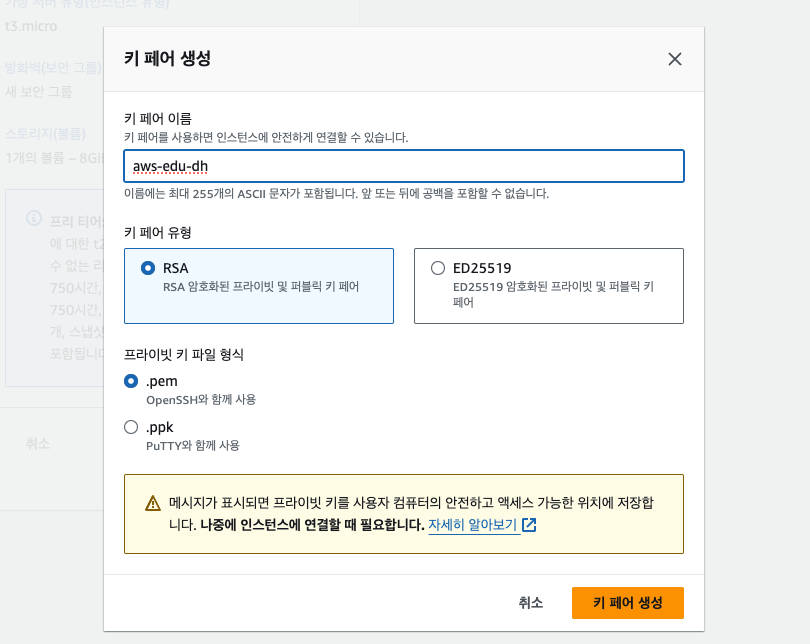 가상 서버 유형(인스턴스 유형)
t3.micro
방화벽(보안 그룹)
새 보안 그룹
스토리지(볼륨)
1개의 볼륨 – 8GiB
프리 티어:
에 대한 t2
수 없는 리
750시간,
750시간,
개, 스냅샷
포함됩니다
취소
키 페어 생성
키 페어 이름
키 페어를 사용하면 인스턴스에 안전하게 연결할 수 있습니다.
aws-edu-dh
이름에는 최대 255개의 ASCII 문자가 포함됩니다. 앞 또는 뒤에 공백을 포함할 수 없습니다.
키 페어 유형
RSA
RSA 암호화된 프라이빗 및 퍼블릭 키 페어
ED25519
ED25519 암호화된 프라이빗 및 퍼블릭 키
페어
프라이빗 키 파일 형식
.pem
OpenSSH와 함께 사용
.ppk
PuTTY와 함께 사용
메시지가 표시되면 프라이빗 키를 사용자 컴퓨터의 안전하고 액세스 가능한 위치에 저장합
니다. 나중에 인스턴스에 연결할 때 필요합니다. 자세히 알아보기
취소
키 페어 생성